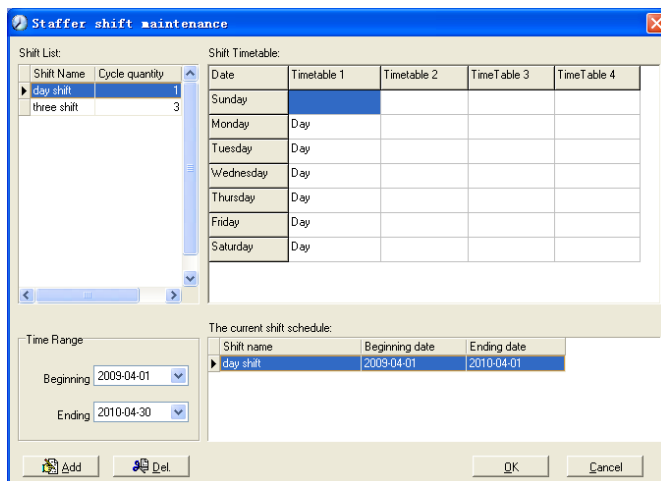 Staffer shift maintenance
Shift List:
Shift Name Cycle quantity
day shift 1
three shift 3
Shift Timetable:
Date Timetable 1 Timetable 2 TimeTable 3 TimeTable 4
Sunday
Monday Day
Tuesday Day
Wednesday Day
Thursday Day
Friday Day
Saturday Day
Time Range
Beginning 2009-04-01
Ending 2010-04-30
The current shift schedule:
Shift name Beginning date Ending date
day shift 2009-04-01 2010-04-01
Add Del. OK Cancel